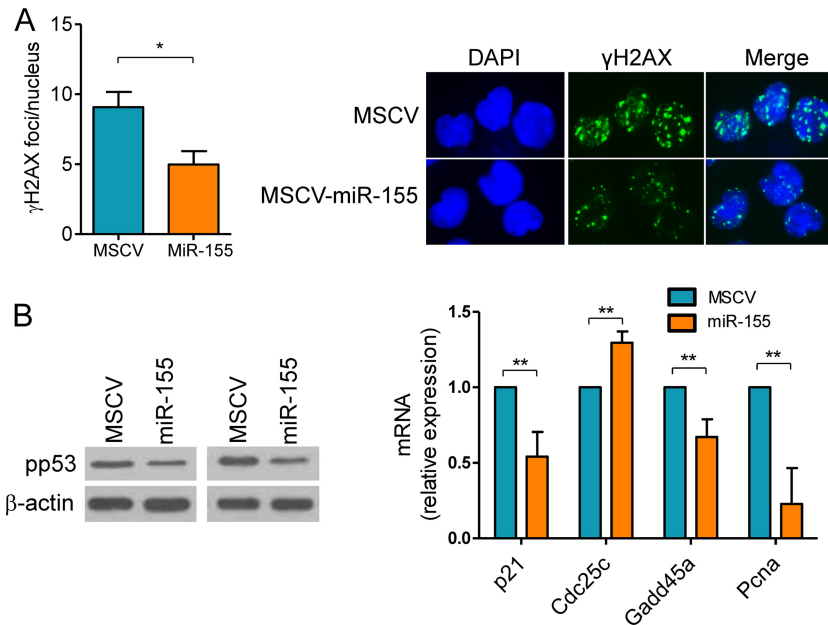 A
γH2AX foci/nucleus
15
10
5
0
*
MSCV
MiR-155
DAPI
γH2AX
Merge
MSCV
MSCV-miR-155
B
MSCV
miR-155
MSCV
miR-155
pp53
β-actin
MSCV
miR-155
mRNA
(relative expression)
1.5
1.0
0.5
0.0
**
**
**
**
p21
Cdc25c
Gadd45a
Pcna